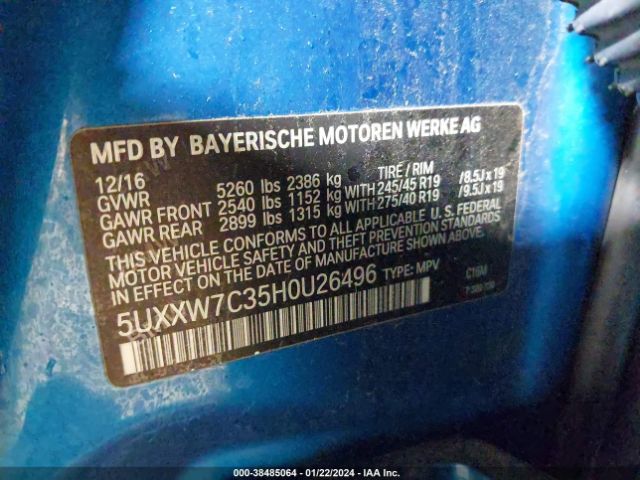 MFD BY BAYERISCHE MOTOREN WERKE AG
12/16 TIRE / RIM
GVWR 5260 lbs 2386 kg
GAWR FRONT 2540 lbs 1152 kg WITH 245/45 R19 /8.5J x 19
GAWR REAR 2899 lbs 1315 kg WITH 275/40 R19 /9.5J x 19
THIS VEHICLE CONFORMS TO ALL APPLICABLE U. S. FEDERAL
MOTOR VEHICLE SAFETY AND THEFT PREVENTION STANDARDS
IN EFFECT ON THE DATE OF MANUFACTURE SHOWN ABOVE.
5UXXW7C35H0U26496 TYPE: MPV
000-38485064 - 01/22/2024 - IAA Inc.